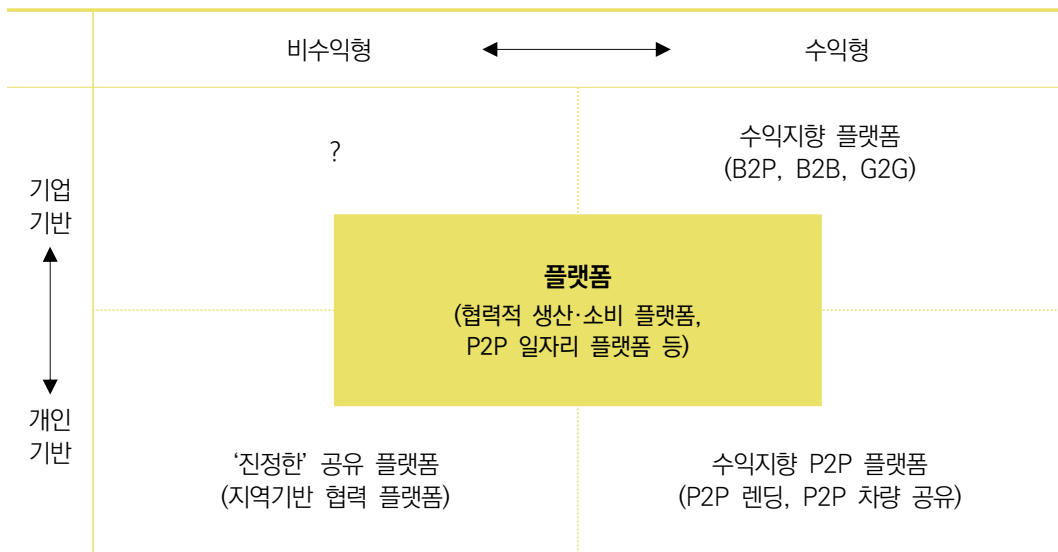 비수익형
수익형
?
수익지향 플랫폼
(B2P, B2B, G2G)
기업
기반
플랫폼
(협력적 생산·소비 플랫폼,
P2P 일자리 플랫폼 등)
개인
기반
‘진정한’ 공유 플랫폼
(지역기반 협력 플랫폼)
수익지향 P2P 플랫폼
(P2P 렌딩, P2P 차량 공유)